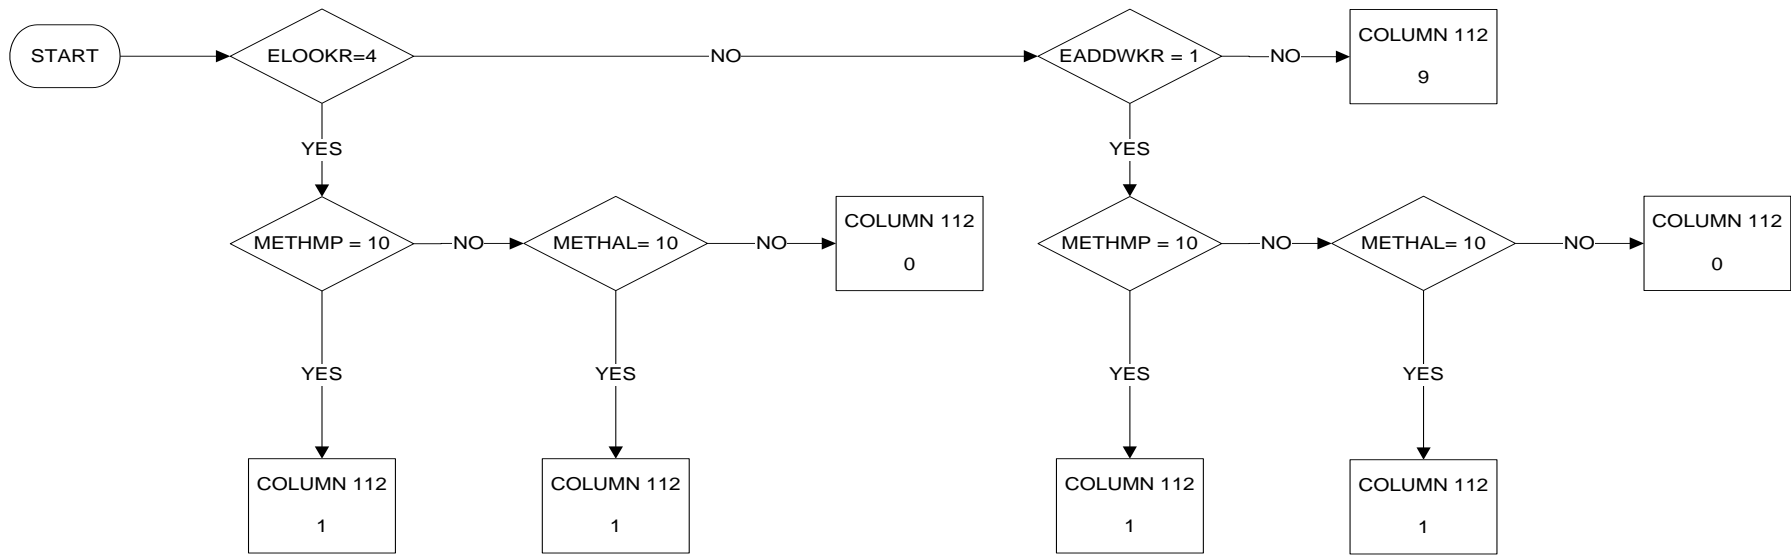 START
ELOOKR=4
NO
EADDWKR = 1
NO
COLUMN 112
9
YES
YES
METHMP = 10
NO
METHAL= 10
NO
COLUMN 112
0
METHMP = 10
NO
METHAL= 10
NO
COLUMN 112
0
YES
YES
YES
YES
COLUMN 112
1
COLUMN 112
1
COLUMN 112
1
COLUMN 112
1